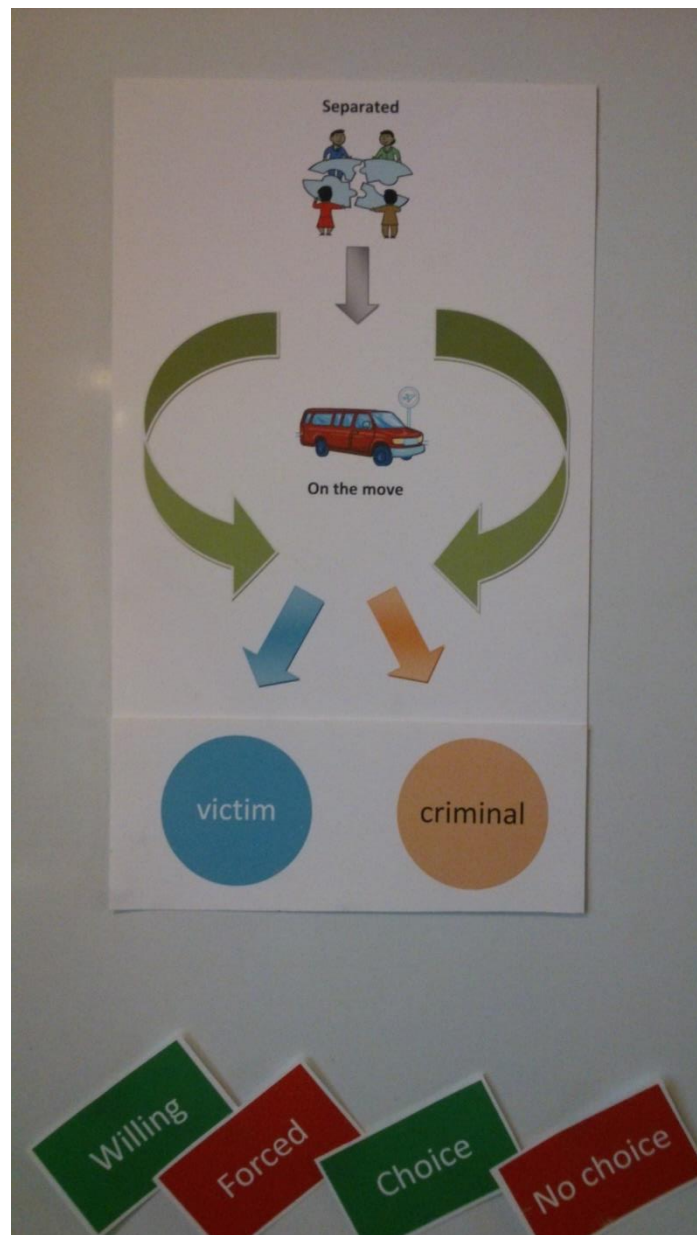 Separated
On the move
victim
criminal
Willing
Forced
Choice
No choice